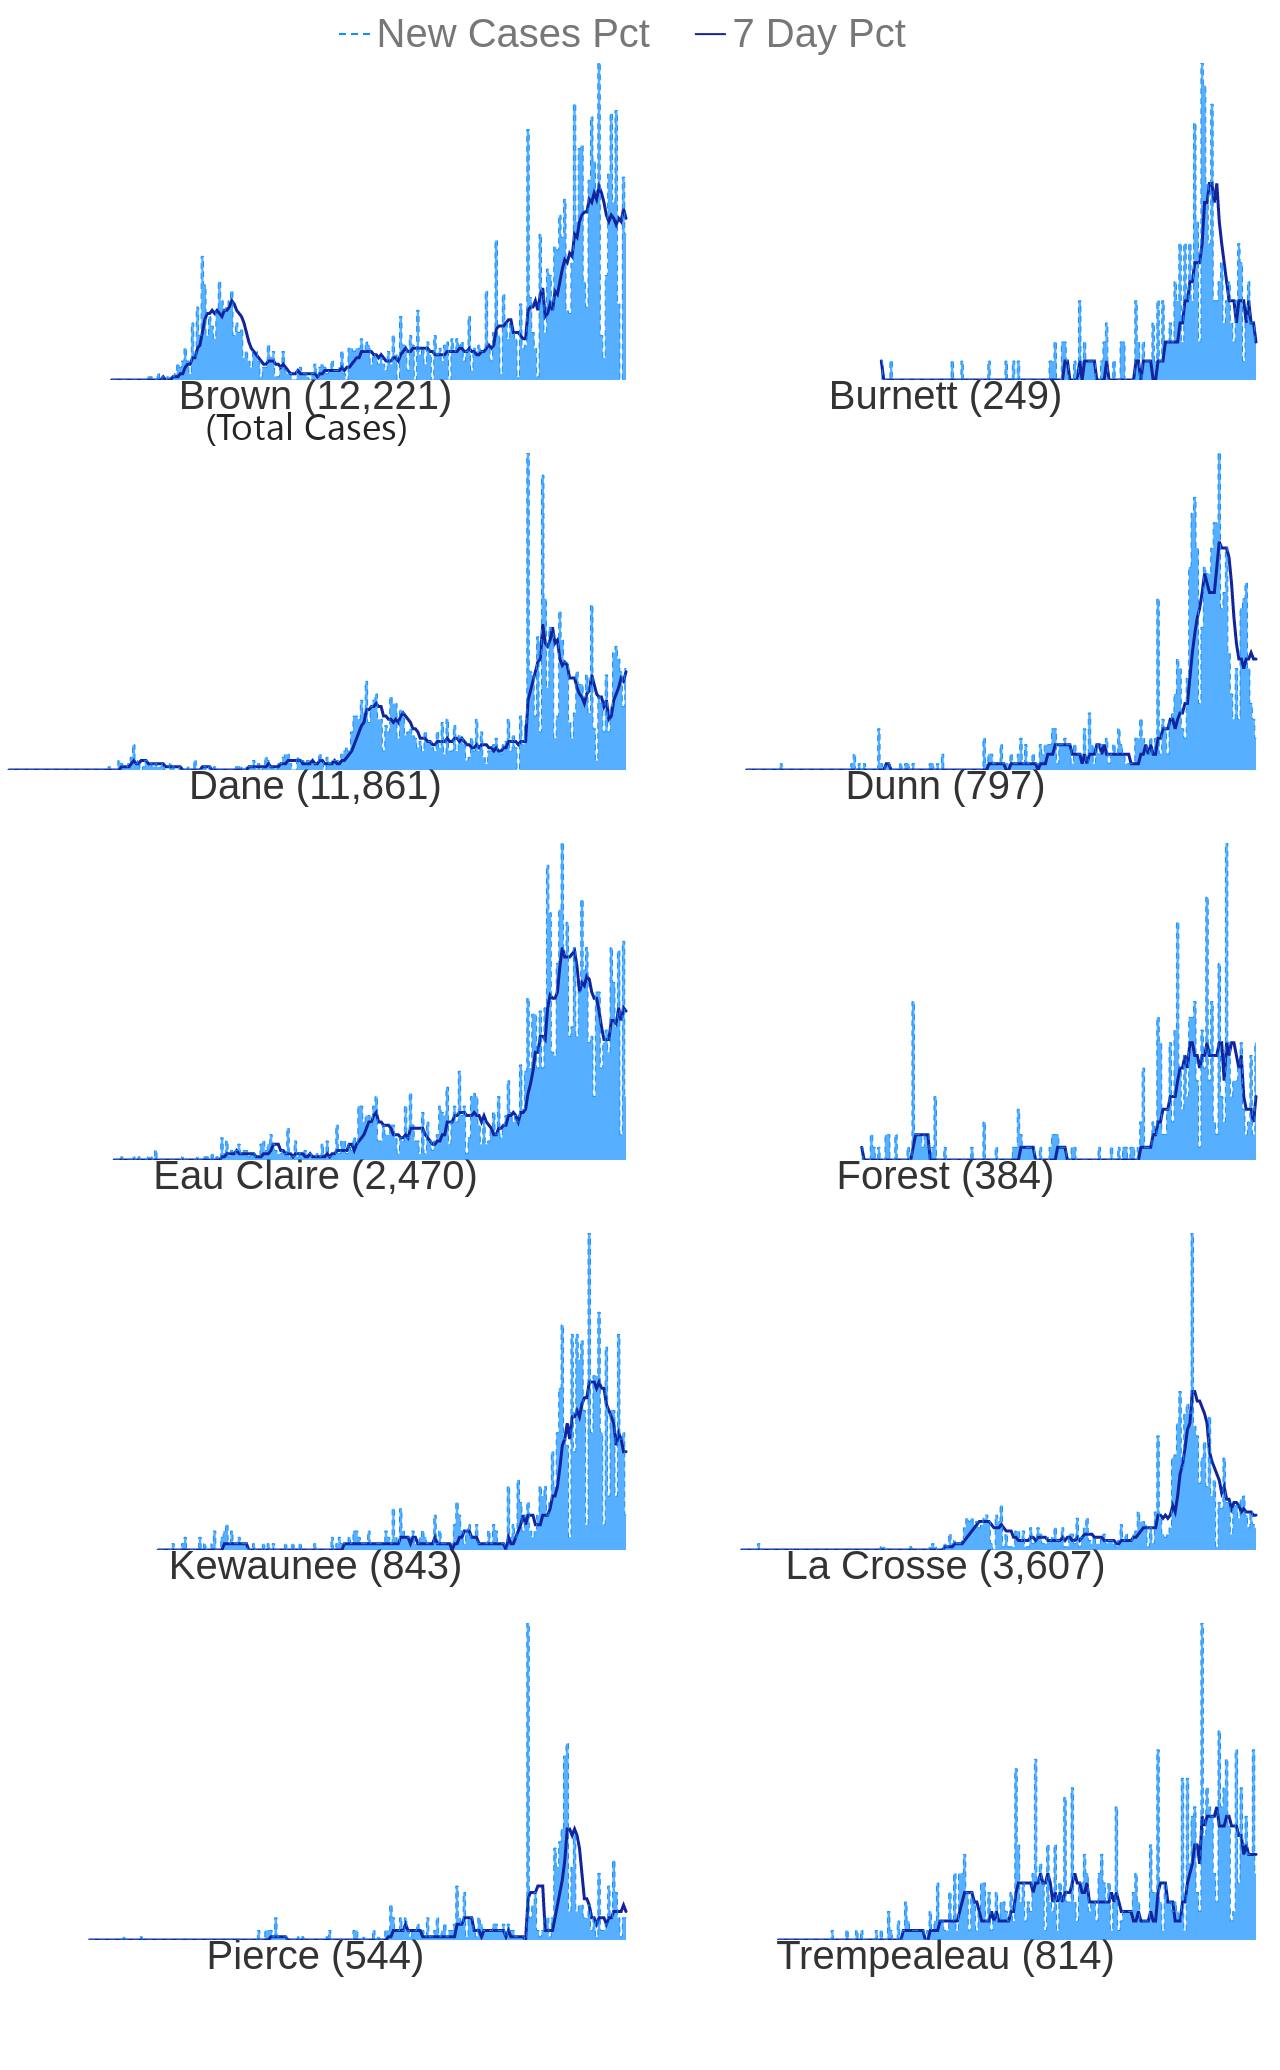 New Cases Pct 7 Day Pct
Brown (12,221) Burnett (249)
(Total Cases)
Dane (11,861) Dunn (797)
Eau Claire (2,470) Forest (384)
Kewaunee (843) La Crosse (3,607)
Pierce (544) Trempealeau (814)